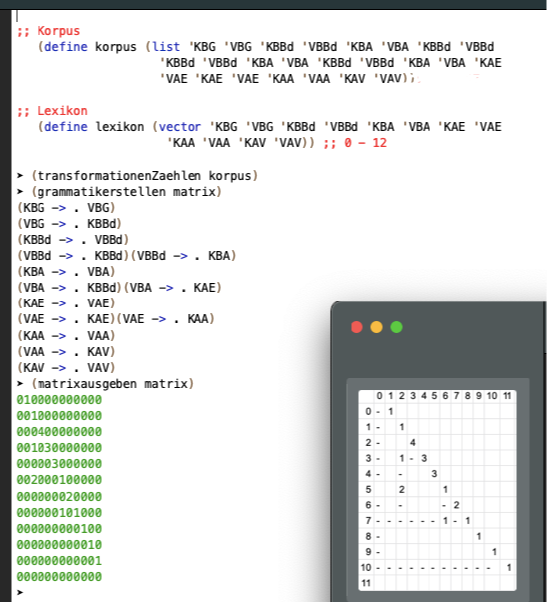 ;; Korpus
(define korpus (list 'KBG 'VBG 'KBBd 'VBBd 'KBA 'VBA 'KBBd 'VBBd
'KBBd 'VBBd 'KBA 'VBA 'KBBd 'VBBd 'KBA 'VBA 'KAE
'VAE 'KAE 'VAE 'KAA 'VAA 'KAV 'VAV));
;; Lexikon
(define lexikon (vector 'KBG 'VBG 'KBBd 'VBBd 'KBA 'VBA 'KAE 'VAE
'KAA 'VAA 'KAV 'VAV)) ;; 0 – 12
➤ (transformationenZaehlen korpus)
➤ (grammatikerstellen matrix)
(KBG -> . VBG)
(VBG -> . KBBd)
(KBBd -> . VBBd)
(VBBd -> . KBBd)(VBBd -> . KBA)
(KBA -> . VBA)
(VBA -> . KBBd)(VBA -> . KAE)
(KAE -> . VAE)
(VAE -> . KAE)(VAE -> . KAA)
(KAA -> . VAA)
(VAA -> . KAV)
(KAV -> . VAV)
➤ (matrixausgeben matrix)
010000000000
001000000000
000400000000
001030000000
000003000000
002000100000
000000020000
000000101000
000000000100
000000000010
000000000001
000000000000
➤
0 1 2 3 4 5 6 7 8 9 10 11
0 - 1
1 - 1
2 - 4
3 - 1 - 3
4 - - 3
5 2 1
6 - - 2
7 - - - - - - 1 - 1
8 - 1
9 - 1
10 - - - - - - - - - - 1
11